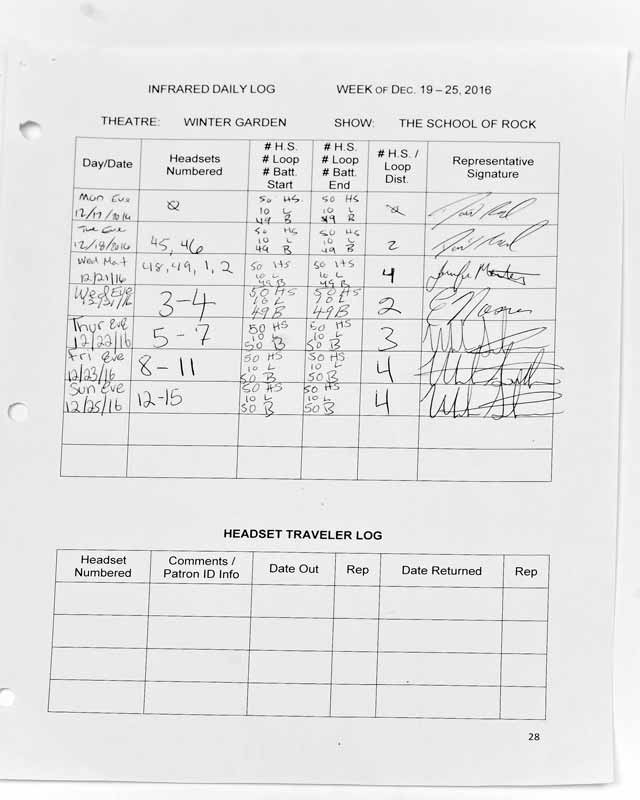 INFRARED DAILY LOG WEEK OF DEC. 19 – 25, 2016
THEATRE: WINTER GARDEN SHOW: THE SCHOOL OF ROCK
Day/Date
Headsets
Numbered
# H.S.
# Loop
# Batt.
Start
# H.S.
# Loop
# Batt.
End
# H.S. /
Loop
Dist.
Representative
Signature
Mon Eve
12/17/2016
Ø
50 HS.
10 L
49 B
50 HS.
10 L
49 B
Ø
Tue Eve
12/18/2016
45, 46
50 HS
10 L
49 B
50 HS.
10 L
49 B
2
Wed Mat
12/21/16
48, 49, 1, 2
50 HS
10 L
49 B
50 HS
10 L
49 B
4
Jennifer
Wed Eve
12/21/16
3-4
50 HS
10 L
49 B
50 HS
10 L
49 B
2
Thur Eve
12/22/16
5 - 7
50 HS
10 L
50 B
50 HS
10 L
50 B
3
Fri Eve
12/23/16
8 - 11
50 HS
10 L
50 B
50 HS
10 L
50 B
4
Sun Eve
12/25/16
12-15
50 HS
10 L
50 B
50 HS
10 L
50 B
4
HEADSET TRAVELER LOG
Headset
Numbered
Comments /
Patron ID Info
Date Out
Rep
Date Returned
Rep
28